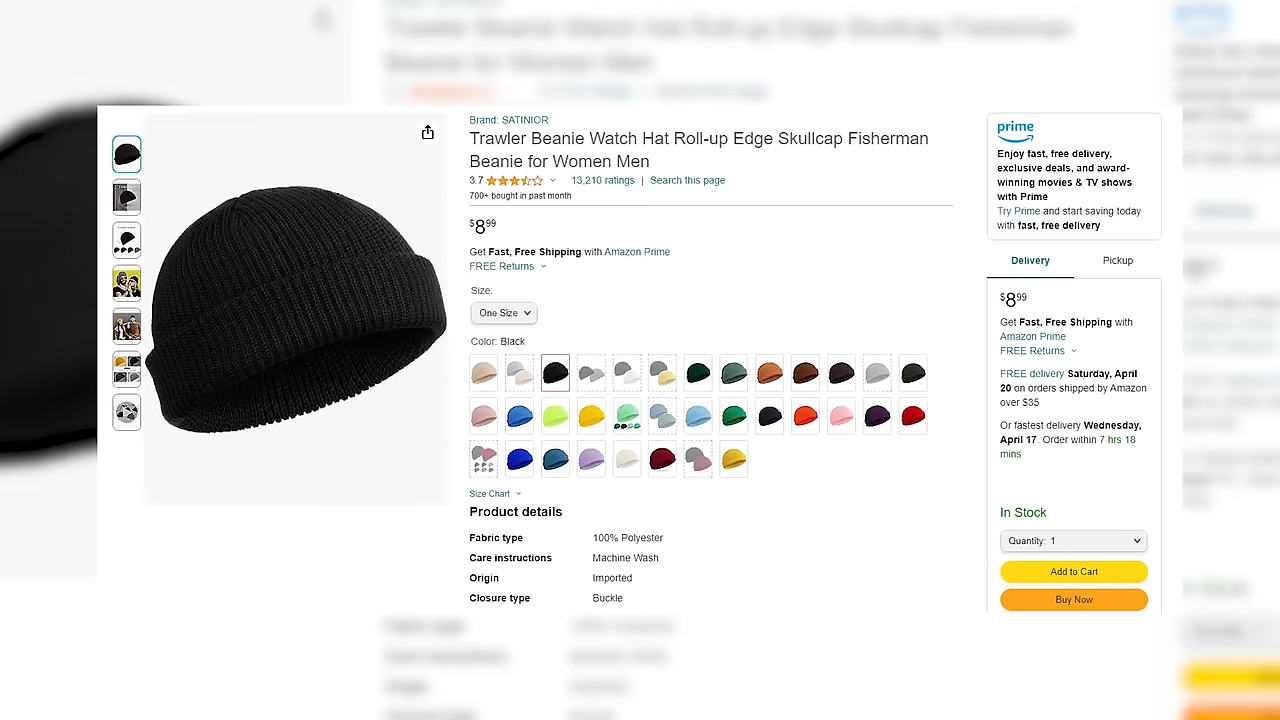 Brand: SATINIOR
Trawler Beanie Watch Hat Roll-up Edge Skullcap Fisherman
Beanie for Women Men
3.7 13,210 ratings | Search this page
700+ bought in past month
$8.99
Get Fast, Free Shipping with Amazon Prime
FREE Returns
Size:
One Size
Color: Black
Size Chart
Product details
Fabric type 100% Polyester
Care instructions Machine Wash
Origin Imported
Closure type Buckle
prime
Enjoy fast, free delivery,
exclusive deals, and award-
winning movies & TV shows
with Prime
Try Prime and start saving today
with fast, free delivery
Delivery Pickup
$8.99
Get Fast, Free Shipping with
Amazon Prime
FREE Returns
FREE delivery Saturday, April
20 on orders shipped by Amazon
over $35
Or fastest delivery Wednesday,
April 17. Order within 7 hrs 18
mins
In Stock
Quantity: 1
Add to Cart
Buy Now